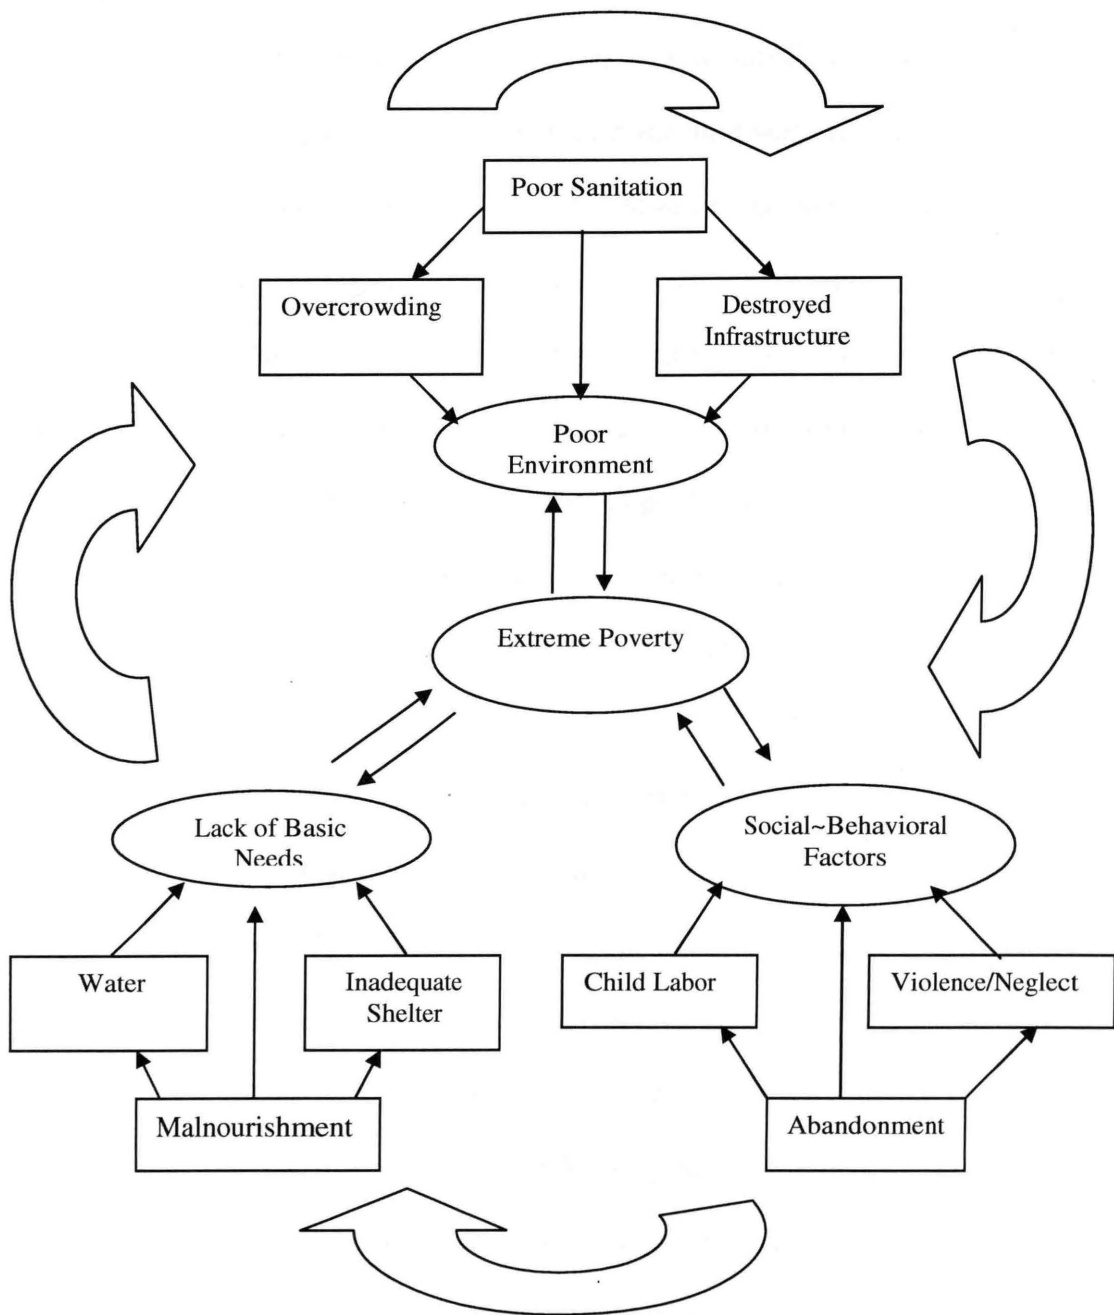 Poor Sanitation
Overcrowding
Destroyed
Infrastructure
Poor
Environment
Extreme Poverty
Lack of Basic
Needs
Social~Behavioral
Factors
Water
Inadequate
Shelter
Child Labor
Violence/Neglect
Malnourishment
Abandonment